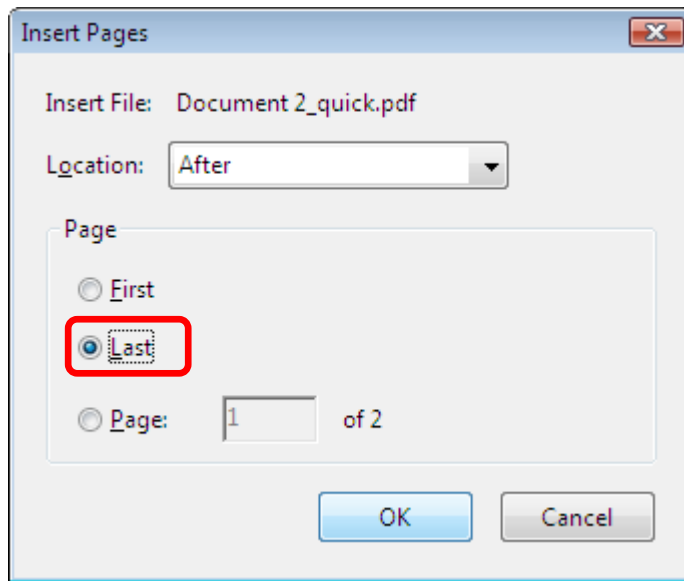 Insert Pages
Insert File: Document 2_quick.pdf
Location: After
Page
First
Last
Page: 1 of 2
OK Cancel